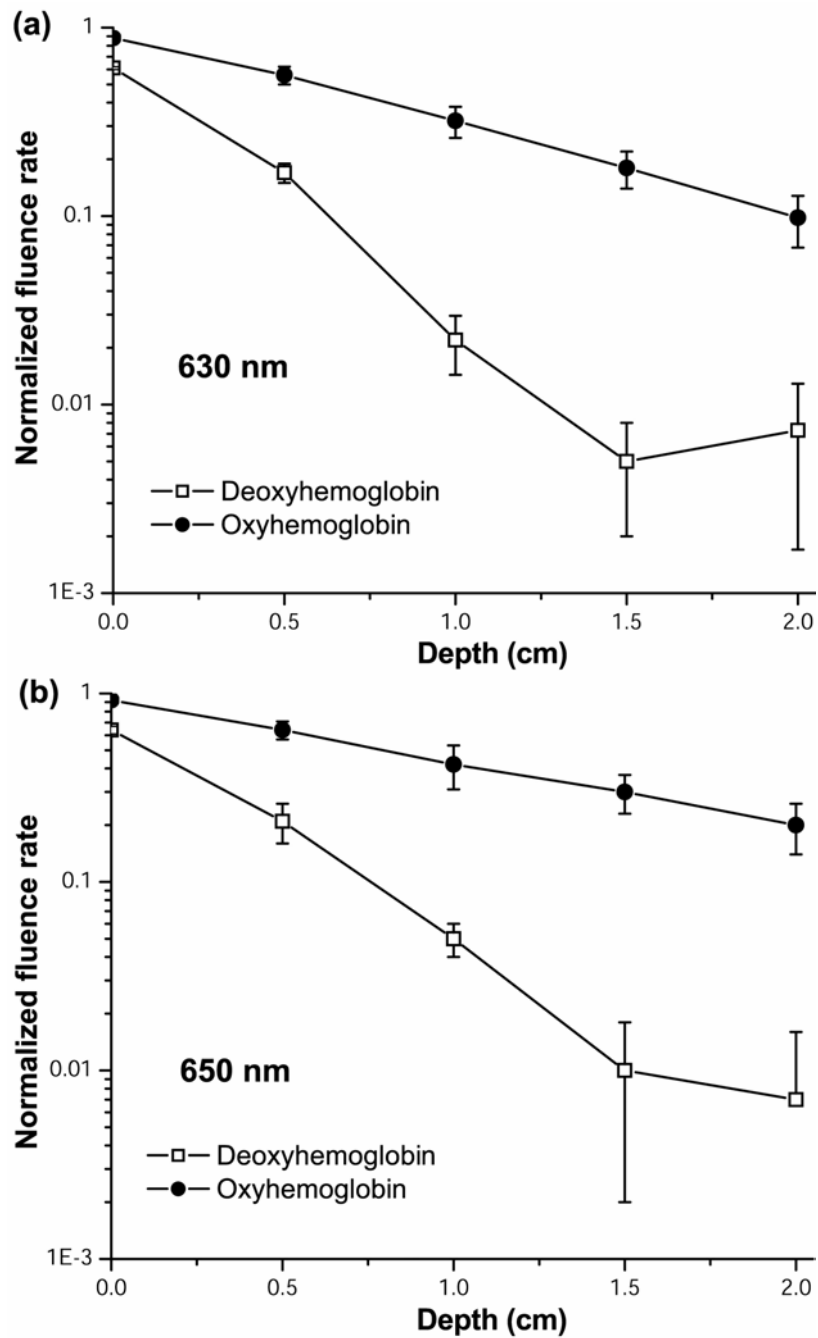 (a)
1
0.1
0.01
1E-3
Normalized fluence rate
630 nm
Deoxyhemoglobin
Oxyhemoglobin
0.0 0.5 1.0 1.5 2.0
Depth (cm)
(b)
1
0.1
0.01
1E-3
Normalized fluence rate
650 nm
Deoxyhemoglobin
Oxyhemoglobin
0.0 0.5 1.0 1.5 2.0
Depth (cm)